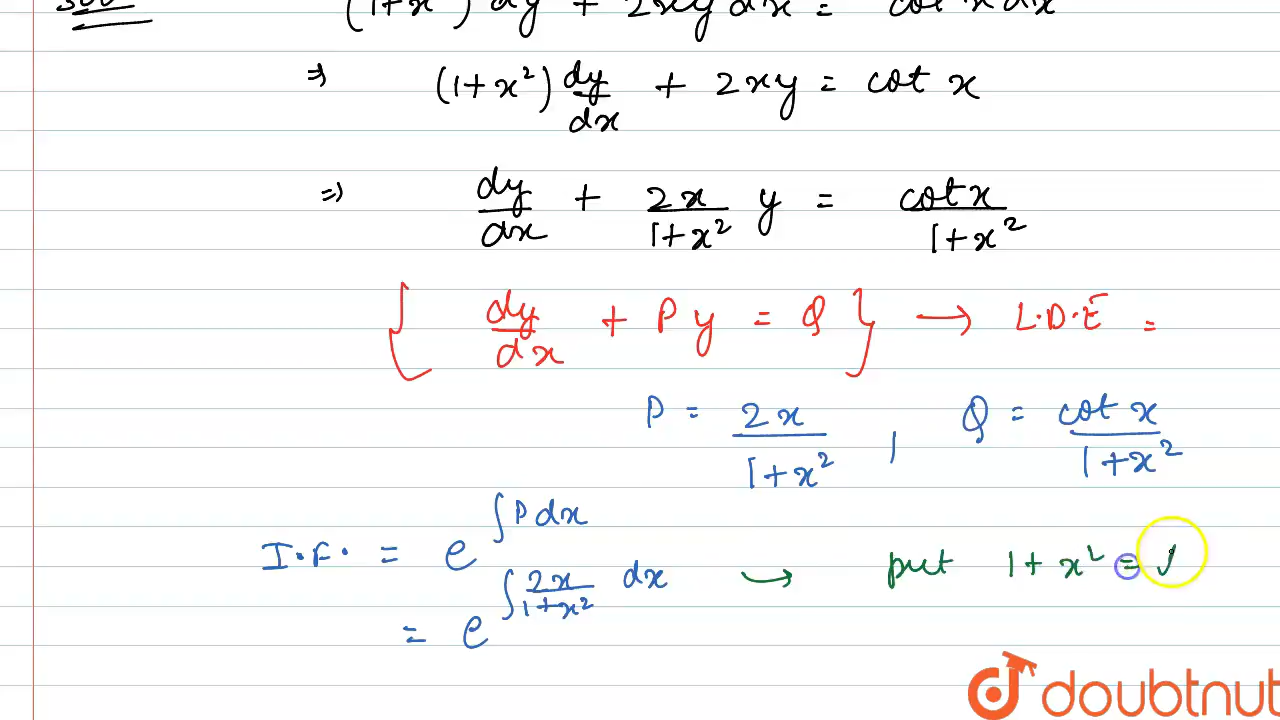 (1+x²) dy + 2xy dx = cot x dx
⇒ (1+x²) dy/dx + 2xy = cot x
⇒ dy/dx + 2x/1+x² y = cot x/1+x²
{ dy/dx + P y = Q } → L.D.E =
P = 2x/1+x² , Q = cot x/1+x²
I.F. = e^∫P dx
= e^∫2x/1+x² dx → put 1+x² =
doubtnut